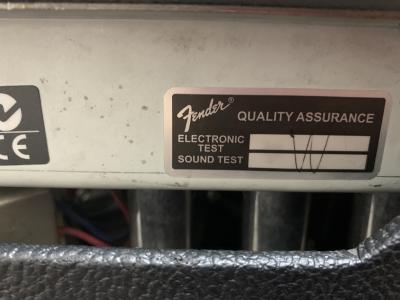 Fender®
QUALITY ASSURANCE
ELECTRONIC
TEST
SOUND TEST
W
CE